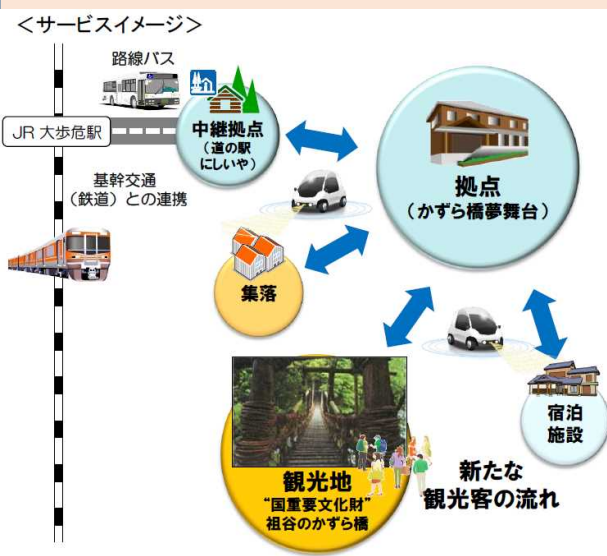 ＜サービスイメージ＞
路線バス
JR 大歩危駅
中継拠点
（道の駅
にしいや）
基幹交通
（鉄道）との連携
拠点
（かずら橋夢舞台）
集落
宿泊
施設
観光地
“国重要文化財”
祖谷のかずら橋
新たな
観光客の流れ